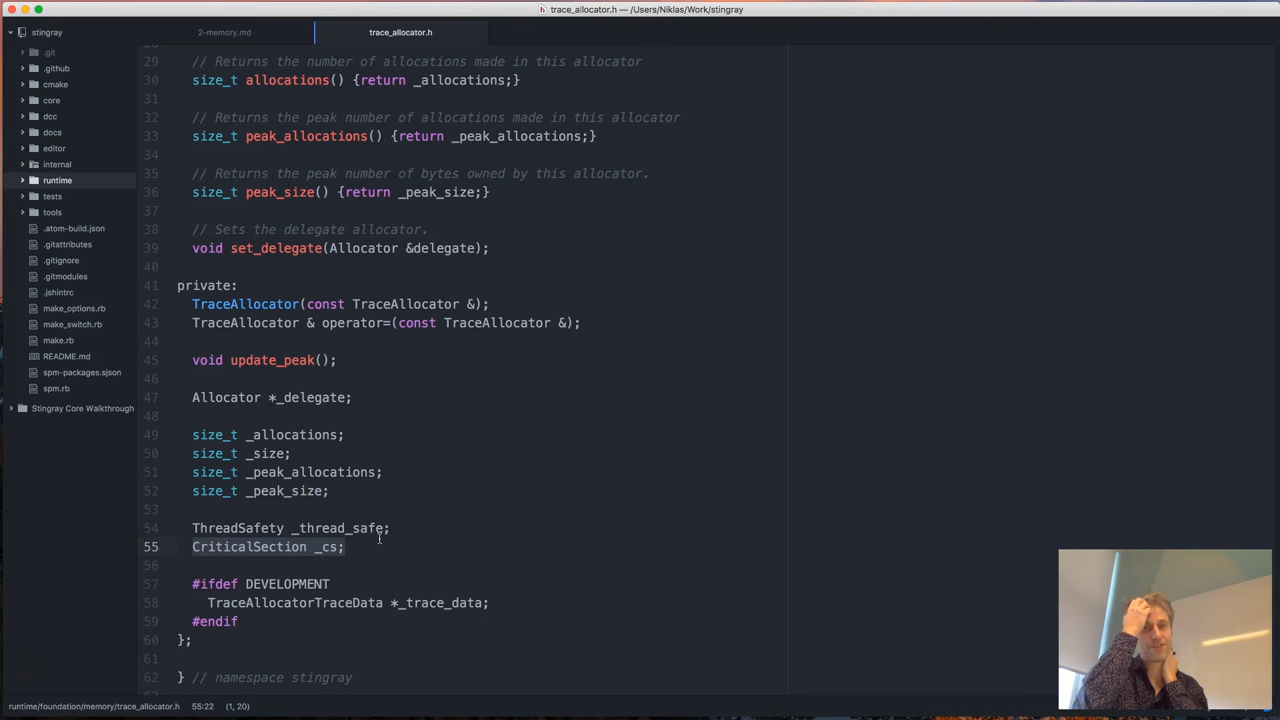 trace_allocator.h — /Users/Niklas/Work/stingray
stingray
2-memory.md
trace_allocator.h
.git
.github
cmake
core
dcc
docs
editor
internal
runtime
tests
tools
.atom-build.json
.gitattributes
.gitignore
.gitmodules
.jshintrc
make_options.rb
make_switch.rb
make.rb
README.md
spm-packages.sjson
spm.rb
Stingray Core Walkthrough
29 // Returns the number of allocations made in this allocator
30 size_t allocations() {return _allocations;}
31
32 // Returns the peak number of allocations made in this allocator
33 size_t peak_allocations() {return _peak_allocations;}
34
35 // Returns the peak number of bytes owned by this allocator.
36 size_t peak_size() {return _peak_size;}
37
38 // Sets the delegate allocator.
39 void set_delegate(Allocator &delegate);
40
41 private:
42 TraceAllocator(const TraceAllocator &);
43 TraceAllocator & operator=(const TraceAllocator &);
44
45 void update_peak();
46
47 Allocator *_delegate;
48
49 size_t _allocations;
50 size_t _size;
51 size_t _peak_allocations;
52 size_t _peak_size;
53
54 ThreadSafety _thread_safe;
55 CriticalSection _cs;
56
57 #ifdef DEVELOPMENT
58 TraceAllocatorTraceData *_trace_data;
59 #endif
60 };
61
62 } // namespace stingray
runtime/foundation/memory/trace_allocator.h 55:22 (1, 20)